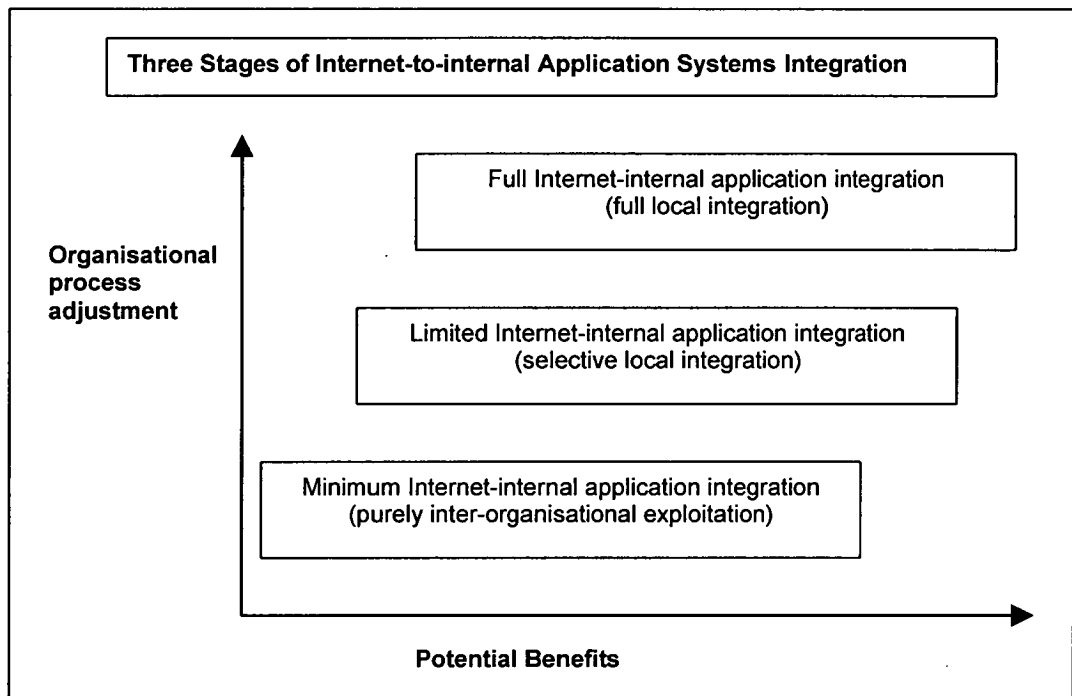 Three Stages of Internet-to-internal Application Systems Integration
Full Internet-internal application integration
(full local integration)
Organisational
process
adjustment
Limited Internet-internal application integration
(selective local integration)
Minimum Internet-internal application integration
(purely inter-organisational exploitation)
Potential Benefits